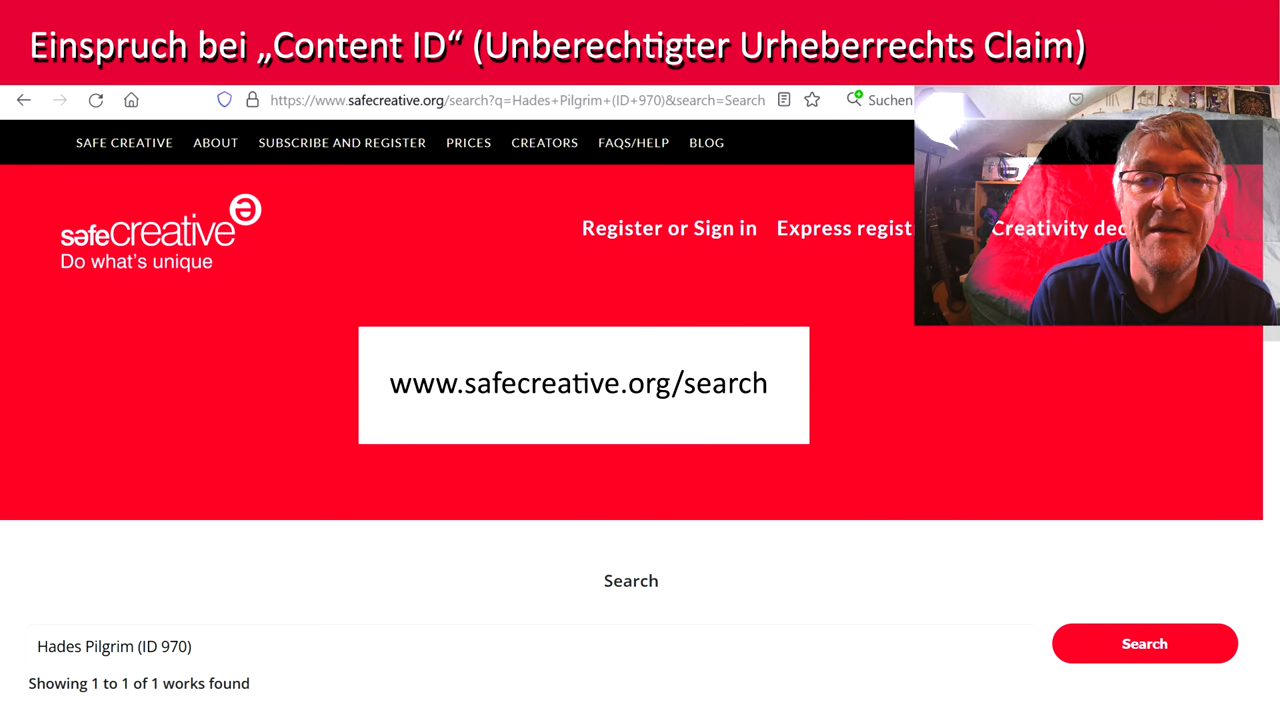 Einspruch bei „Content ID“ (Unberechtigter Urheberrechts Claim)
https://www.safecreative.org/search?q=Hades+Pilgrim+(ID+970)&search=Search
Suchen
SAFE CREATIVE ABOUT SUBSCRIBE AND REGISTER PRICES CREATORS FAQS/HELP BLOG
safecreative
Do what's unique
Register or Sign in Express regist Creativity dec
www.safecreative.org/search
Search
Hades Pilgrim (ID 970)
Search
Showing 1 to 1 of 1 works found